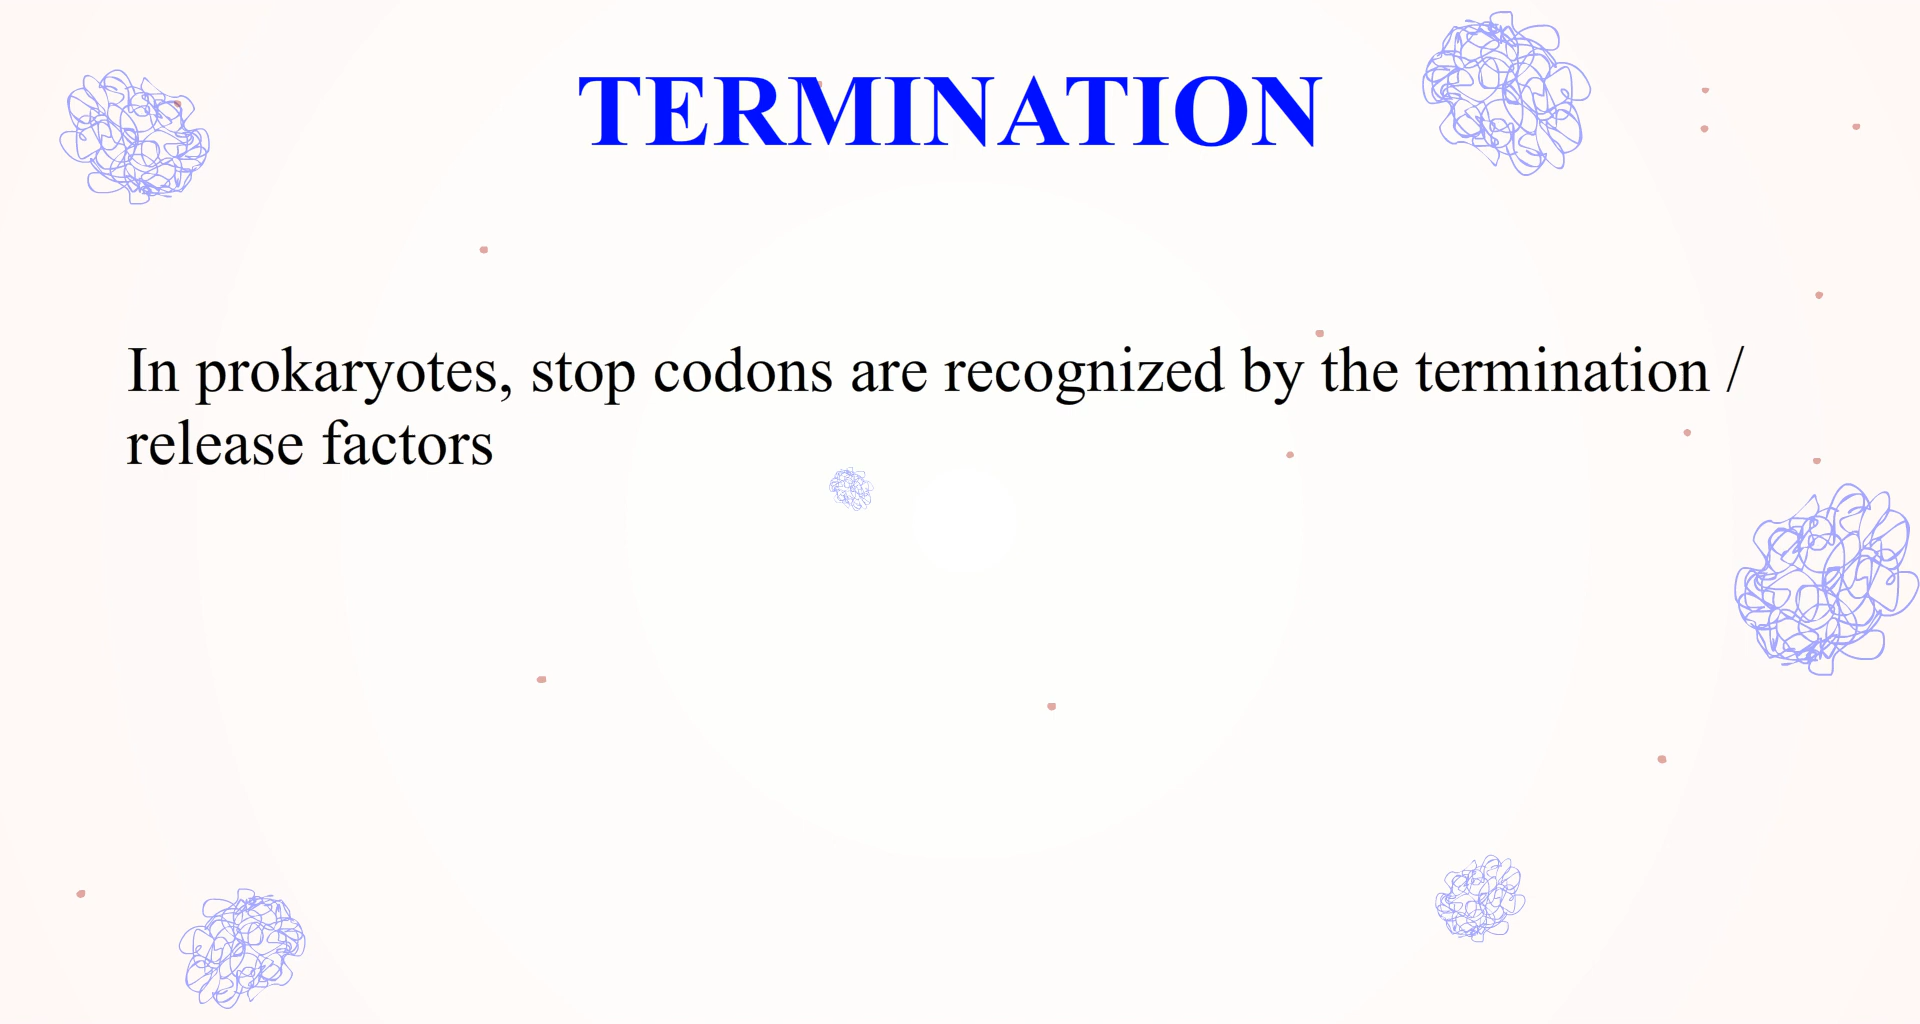 TERMINATION
In prokaryotes, stop codons are recognized by the termination /
release factors